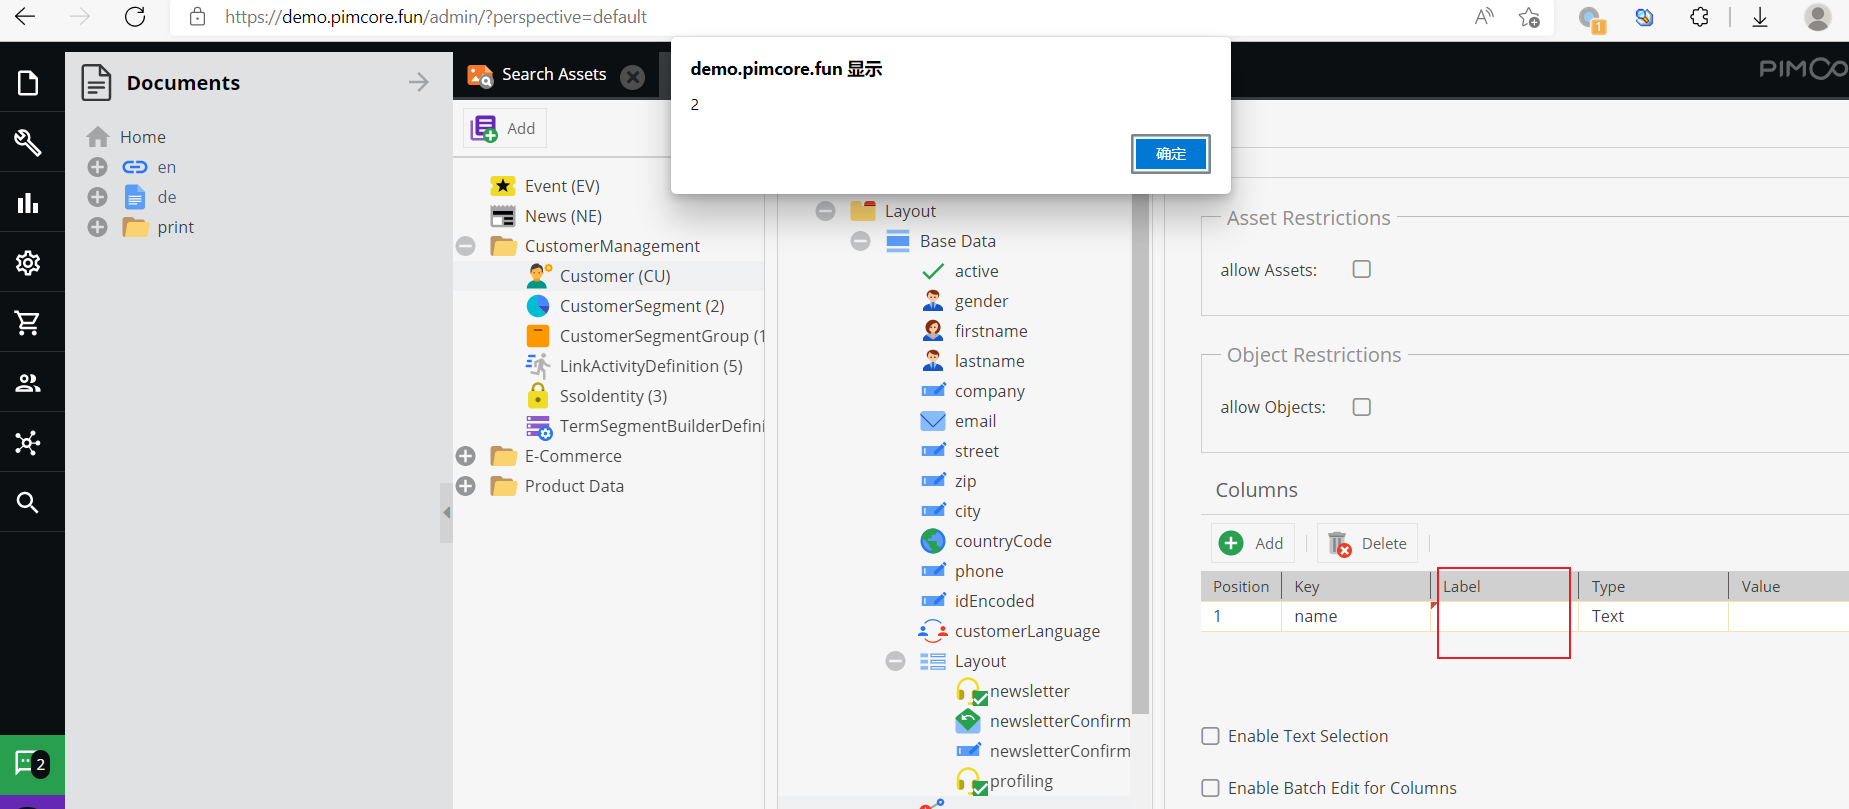 https://demo.pimcore.fun/admin/?perspective=default
A))
1
demo.pimcore.fun 显示
2
确定
Documents
Search Assets
Home
en
de
print
Add
Event (EV)
News (NE)
CustomerManagement
Customer (CU)
CustomerSegment (2)
CustomerSegmentGroup (1
LinkActivityDefinition (5)
SsoIdentity (3)
TermSegmentBuilderDefini
E-Commerce
Product Data
Layout
Base Data
active
gender
firstname
lastname
company
email
street
zip
city
countryCode
phone
idEncoded
customerLanguage
Layout
newsletter
newsletterConfirm
newsletterConfirm
profiling
PIMCO
Asset Restrictions
allow Assets:
Object Restrictions
allow Objects:
Columns
Add Delete
Position Key Label Type Value
1 name Text
Enable Text Selection
Enable Batch Edit for Columns
2